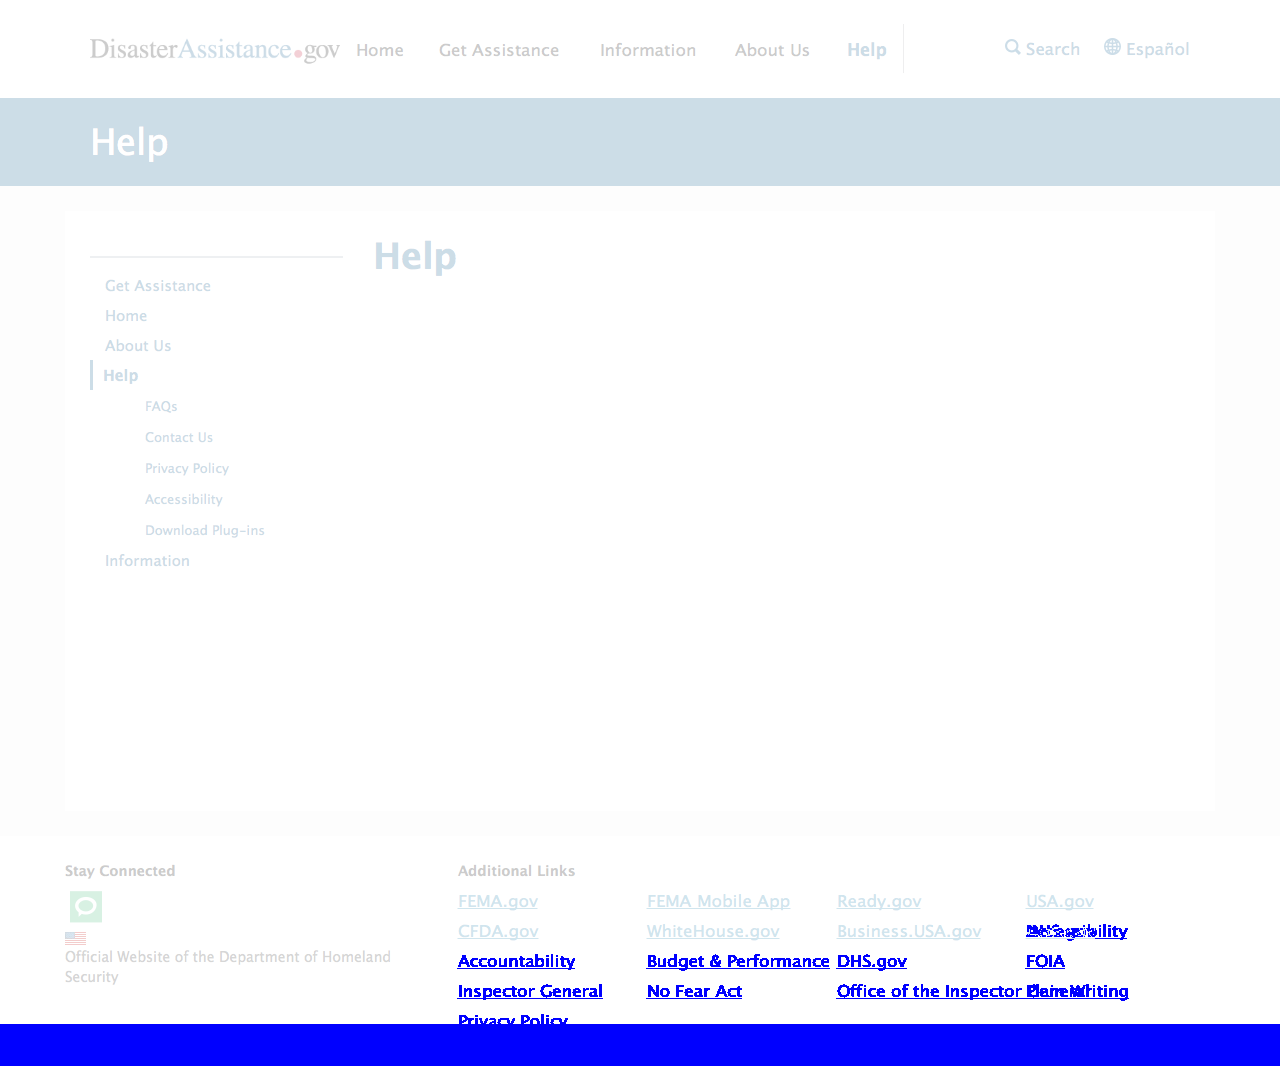 DisasterAssistance.gov Home Get Assistance Information About Us Help Search Español
Help
Help
Get Assistance
Home
About Us
Help
FAQs
Contact Us
Privacy Policy
Accessibility
Download Plug-ins
Information
Stay Connected
Official Website of the Department of Homeland
Security
Additional Links
FEMA.gov FEMA Mobile App Ready.gov USA.gov
CFDA.gov WhiteHouse.gov Business.USA.gov
Accountability Budget & Performance DHS.gov FOIA
Inspector General No Fear Act Office of the Inspector Plain Writing
Privacy Policy